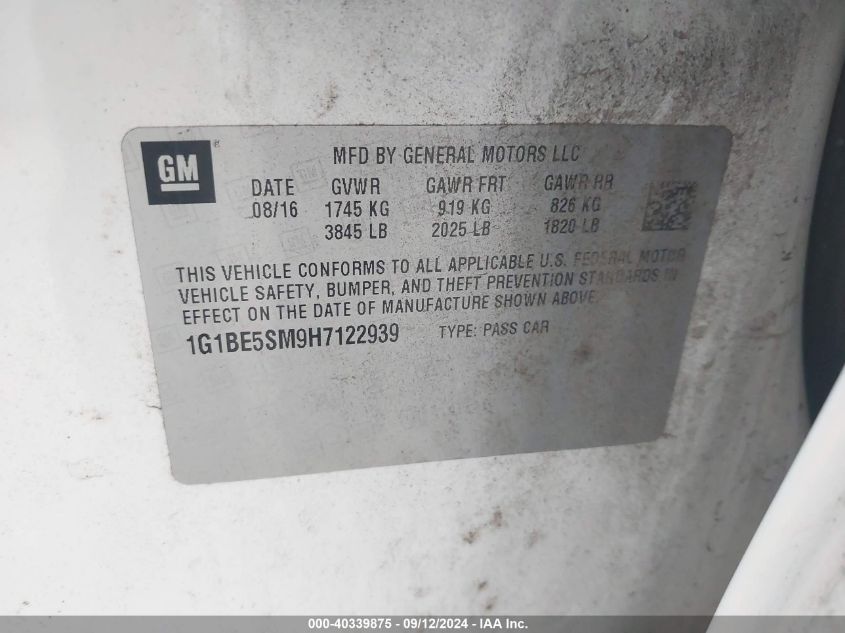 GM
MFD BY GENERAL MOTORS LLC
DATE GVWR GAWR FRT GAWR RR
08/16 1745 KG 919 KG 826 KG
3845 LB 2025 LB 1820 LB
THIS VEHICLE CONFORMS TO ALL APPLICABLE U.S. FEDERAL MOTOR
VEHICLE SAFETY, BUMPER, AND THEFT PREVENTION STANDARDS IN
EFFECT ON THE DATE OF MANUFACTURE SHOWN ABOVE.
1G1BE5SM9H7122939 TYPE: PASS CAR
000-40339875 - 09/12/2024 - IAA Inc.